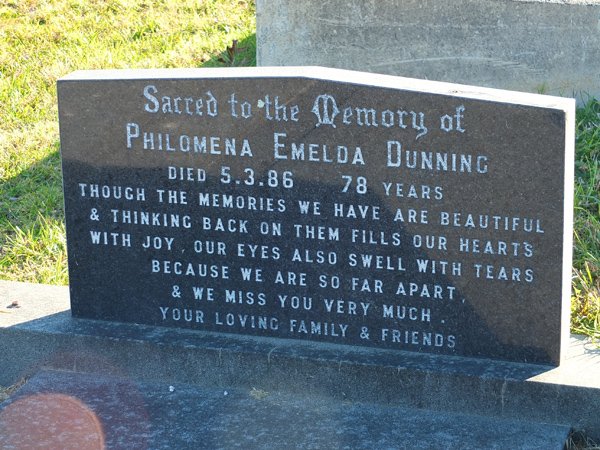 Sacred to the Memory of
PHILOMENA EMELDA DUNNING
DIED 5.3.86 78 YEARS
THOUGH THE MEMORIES WE HAVE ARE BEAUTIFUL
& THINKING BACK ON THEM FILLS OUR HEARTS
WITH JOY, OUR EYES ALSO SWELL WITH TEARS
BECAUSE WE ARE SO FAR APART,
& WE MISS YOU VERY MUCH.
YOUR LOVING FAMILY & FRIENDS